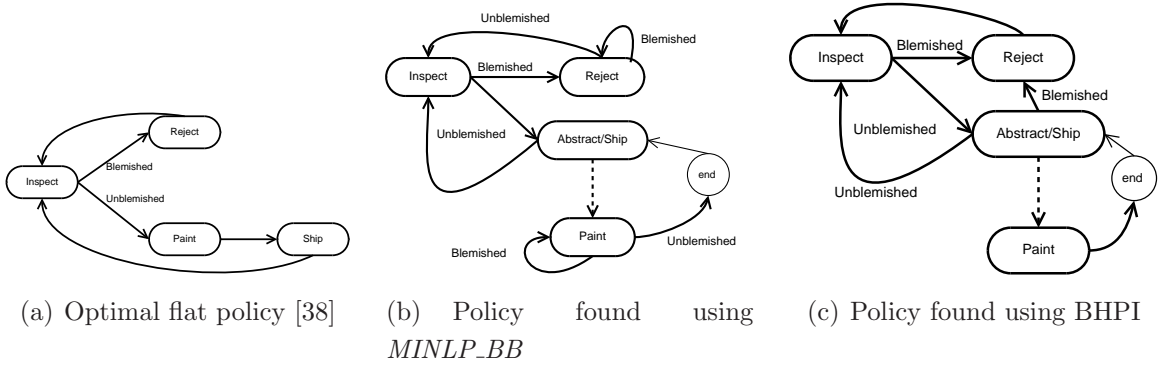 Reject
Inspect
Blemished
Unblemished
Paint
Ship
(a) Optimal flat policy [38]
Unblemished
Blemished
Inspect
Blemished
Reject
Unblemished
Abstract/Ship
end
Paint
Blemished
Unblemished
(b) Policy found using
MINLP_BB
Inspect
Blemished
Reject
Blemished
Unblemished
Abstract/Ship
end
Unblemished
Paint
(c) Policy found using BHPI